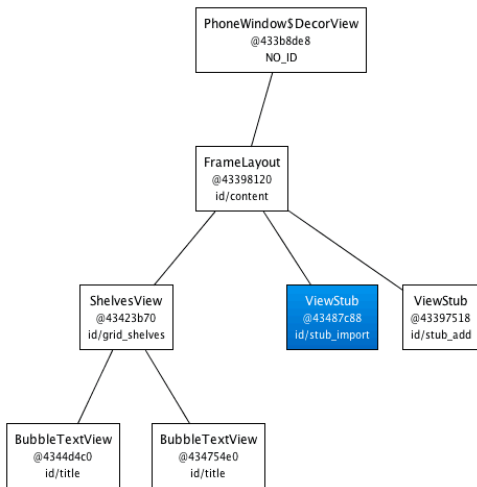 PhoneWindow$DecorView
@433b8de8
NO_ID
FrameLayout
@43398120
id/content
ShelvesView
@43423b70
id/grid_shelves
ViewStub
@43487c88
id/stub_import
ViewStub
@43397518
id/stub_add
BubbleTextView
@4344d4c0
id/title
BubbleTextView
@434754e0
id/title